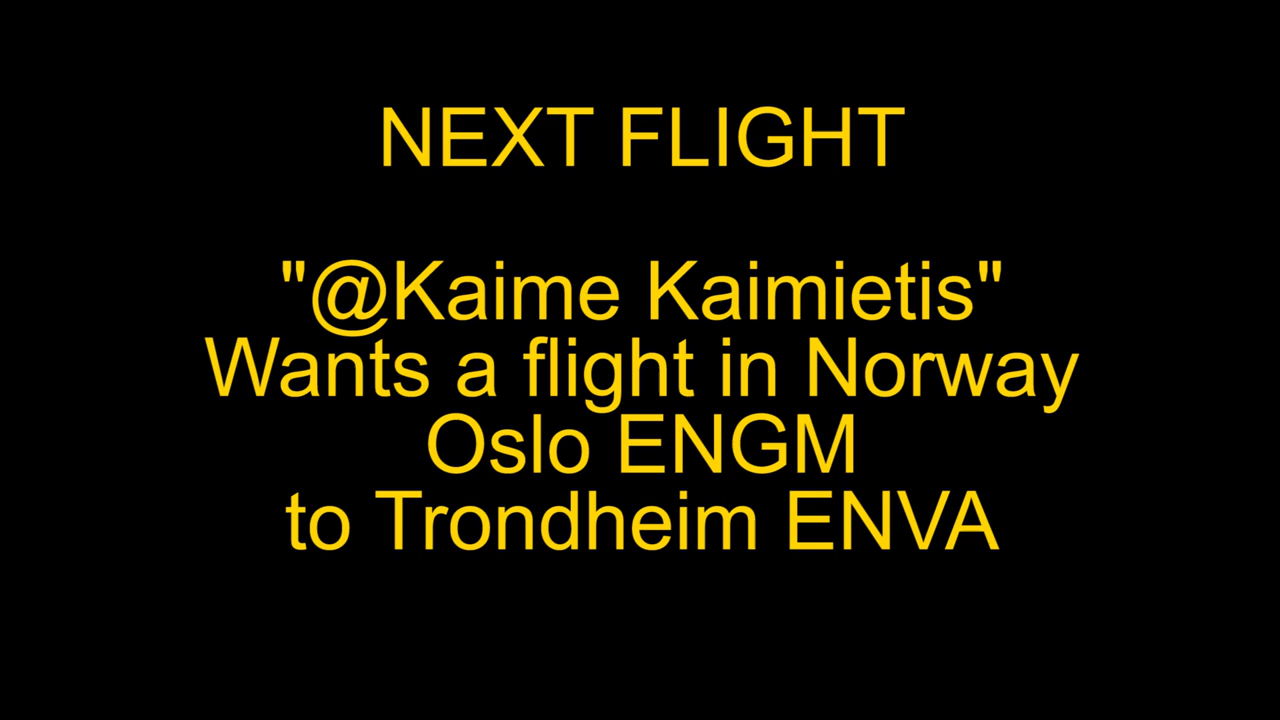 NEXT FLIGHT
"@Kaime Kaimietis"
Wants a flight in Norway
Oslo ENGM
to Trondheim ENVA